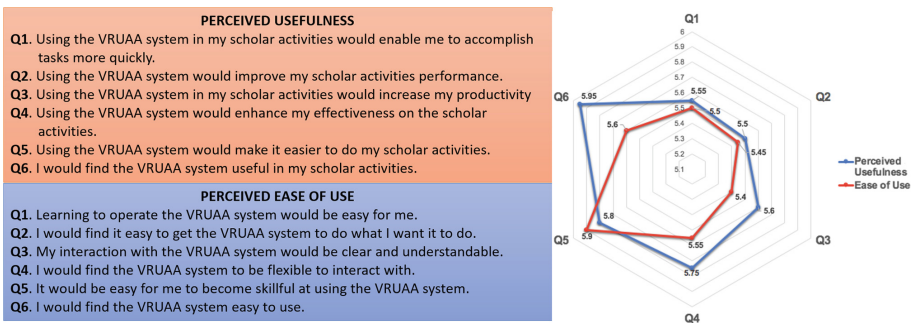 PERCEIVED USEFULNESS
Q1. Using the VRUAA system in my scholar activities would enable me to accomplish
tasks more quickly.
Q2. Using the VRUAA system would improve my scholar activities performance.
Q3. Using the VRUAA system in my scholar activities would increase my productivity
Q4. Using the VRUAA system would enhance my effectiveness on the scholar
activities.
Q5. Using the VRUAA system would make it easier to do my scholar activities.
Q6. I would find the VRUAA system useful in my scholar activities.
PERCEIVED EASE OF USE
Q1. Learning to operate the VRUAA system would be easy for me.
Q2. I would find it easy to get the VRUAA system to do what I want it to do.
Q3. My interaction with the VRUAA system would be clear and understandable.
Q4. I would find the VRUAA system to be flexible to interact with.
Q5. It would be easy for me to become skillful at using the VRUAA system.
Q6. I would find the VRUAA system easy to use.
Q1
6
5.9
5.8
5.7
5.6
5.5
5.4
5.3
5.2
5.1
Q2
Q3
Q4
Q5
Q6
5.55
5.5
5.6
5.75
5.8
5.95
5.5
5.45
5.4
5.55
5.9
5.6
Perceived
Usefulness
Ease of Use